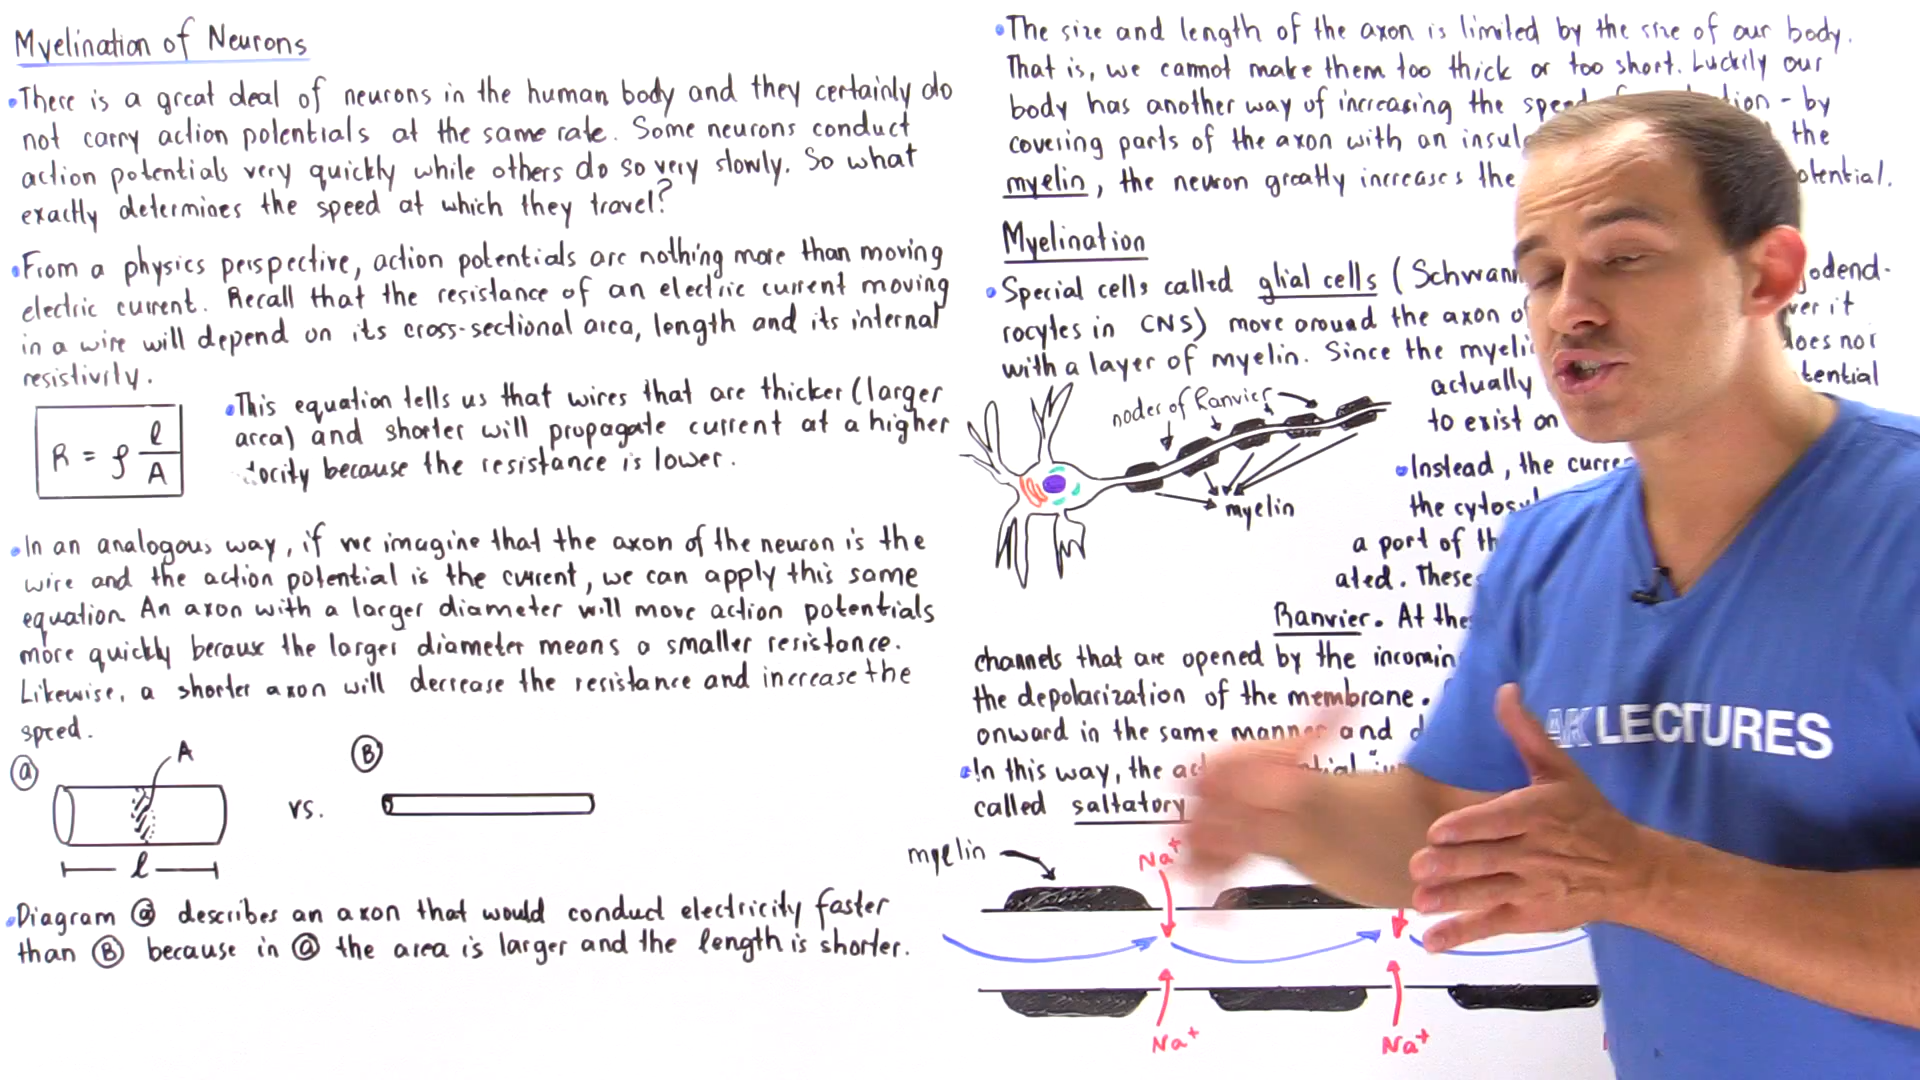 Myelination of Neurons
•There is a great deal of neurons in the human body and they certainly do
not carry action potentials at the same rate. Some neurons conduct
action potentials very quickly while others do so very slowly. So what
exactly determines the speed at which they travel?
•From a physics perspective, action potentials are nothing more than moving
electric current. Recall that the resistance of an electric current moving
in a wire will depend on its cross-sectional area, length and its internal
resistivity.
R = ρ l/A
•This equation tells us that wires that are thicker (larger
area) and shorter will propagate current at a higher
ocity because the resistance is lower.
•In an analogous way, if we imagine that the axon of the neuron is the
wire and the action potential is the current, we can apply this same
equation. An axon with a larger diameter will move action potentials
more quickly because the larger diameter means a smaller resistance.
Likewise, a shorter axon will decrease the resistance and increase the
speed.
a
A
B
vs.
l
•Diagram a describes an axon that would conduct electricity faster
than B because in a the area is larger and the length is shorter.
•The size and length of the axon is limited by the size of our body.
That is, we cannot make them too thick or too short. Luckily our
body has another way of increasing the tion - by
covering parts of the axon with an the
myelin, the neuron greatly increases the otential.
Myelination
•Special cells called glial cells (Schwann odend-
rocytes in CNS) move around the axon of ver it
with a layer of myelin. Since the does not
actually tential
to exist on
nodes of Ranvier
myelin
•Instead, the
the
a port of
ated. These
Ranvier. At
channels that are opened by the
the depolarization of the membrane.
onward in the same manner and
•In this way, the
called saltatory
myelin
Na+
Na+
Na+
AK LECTURES